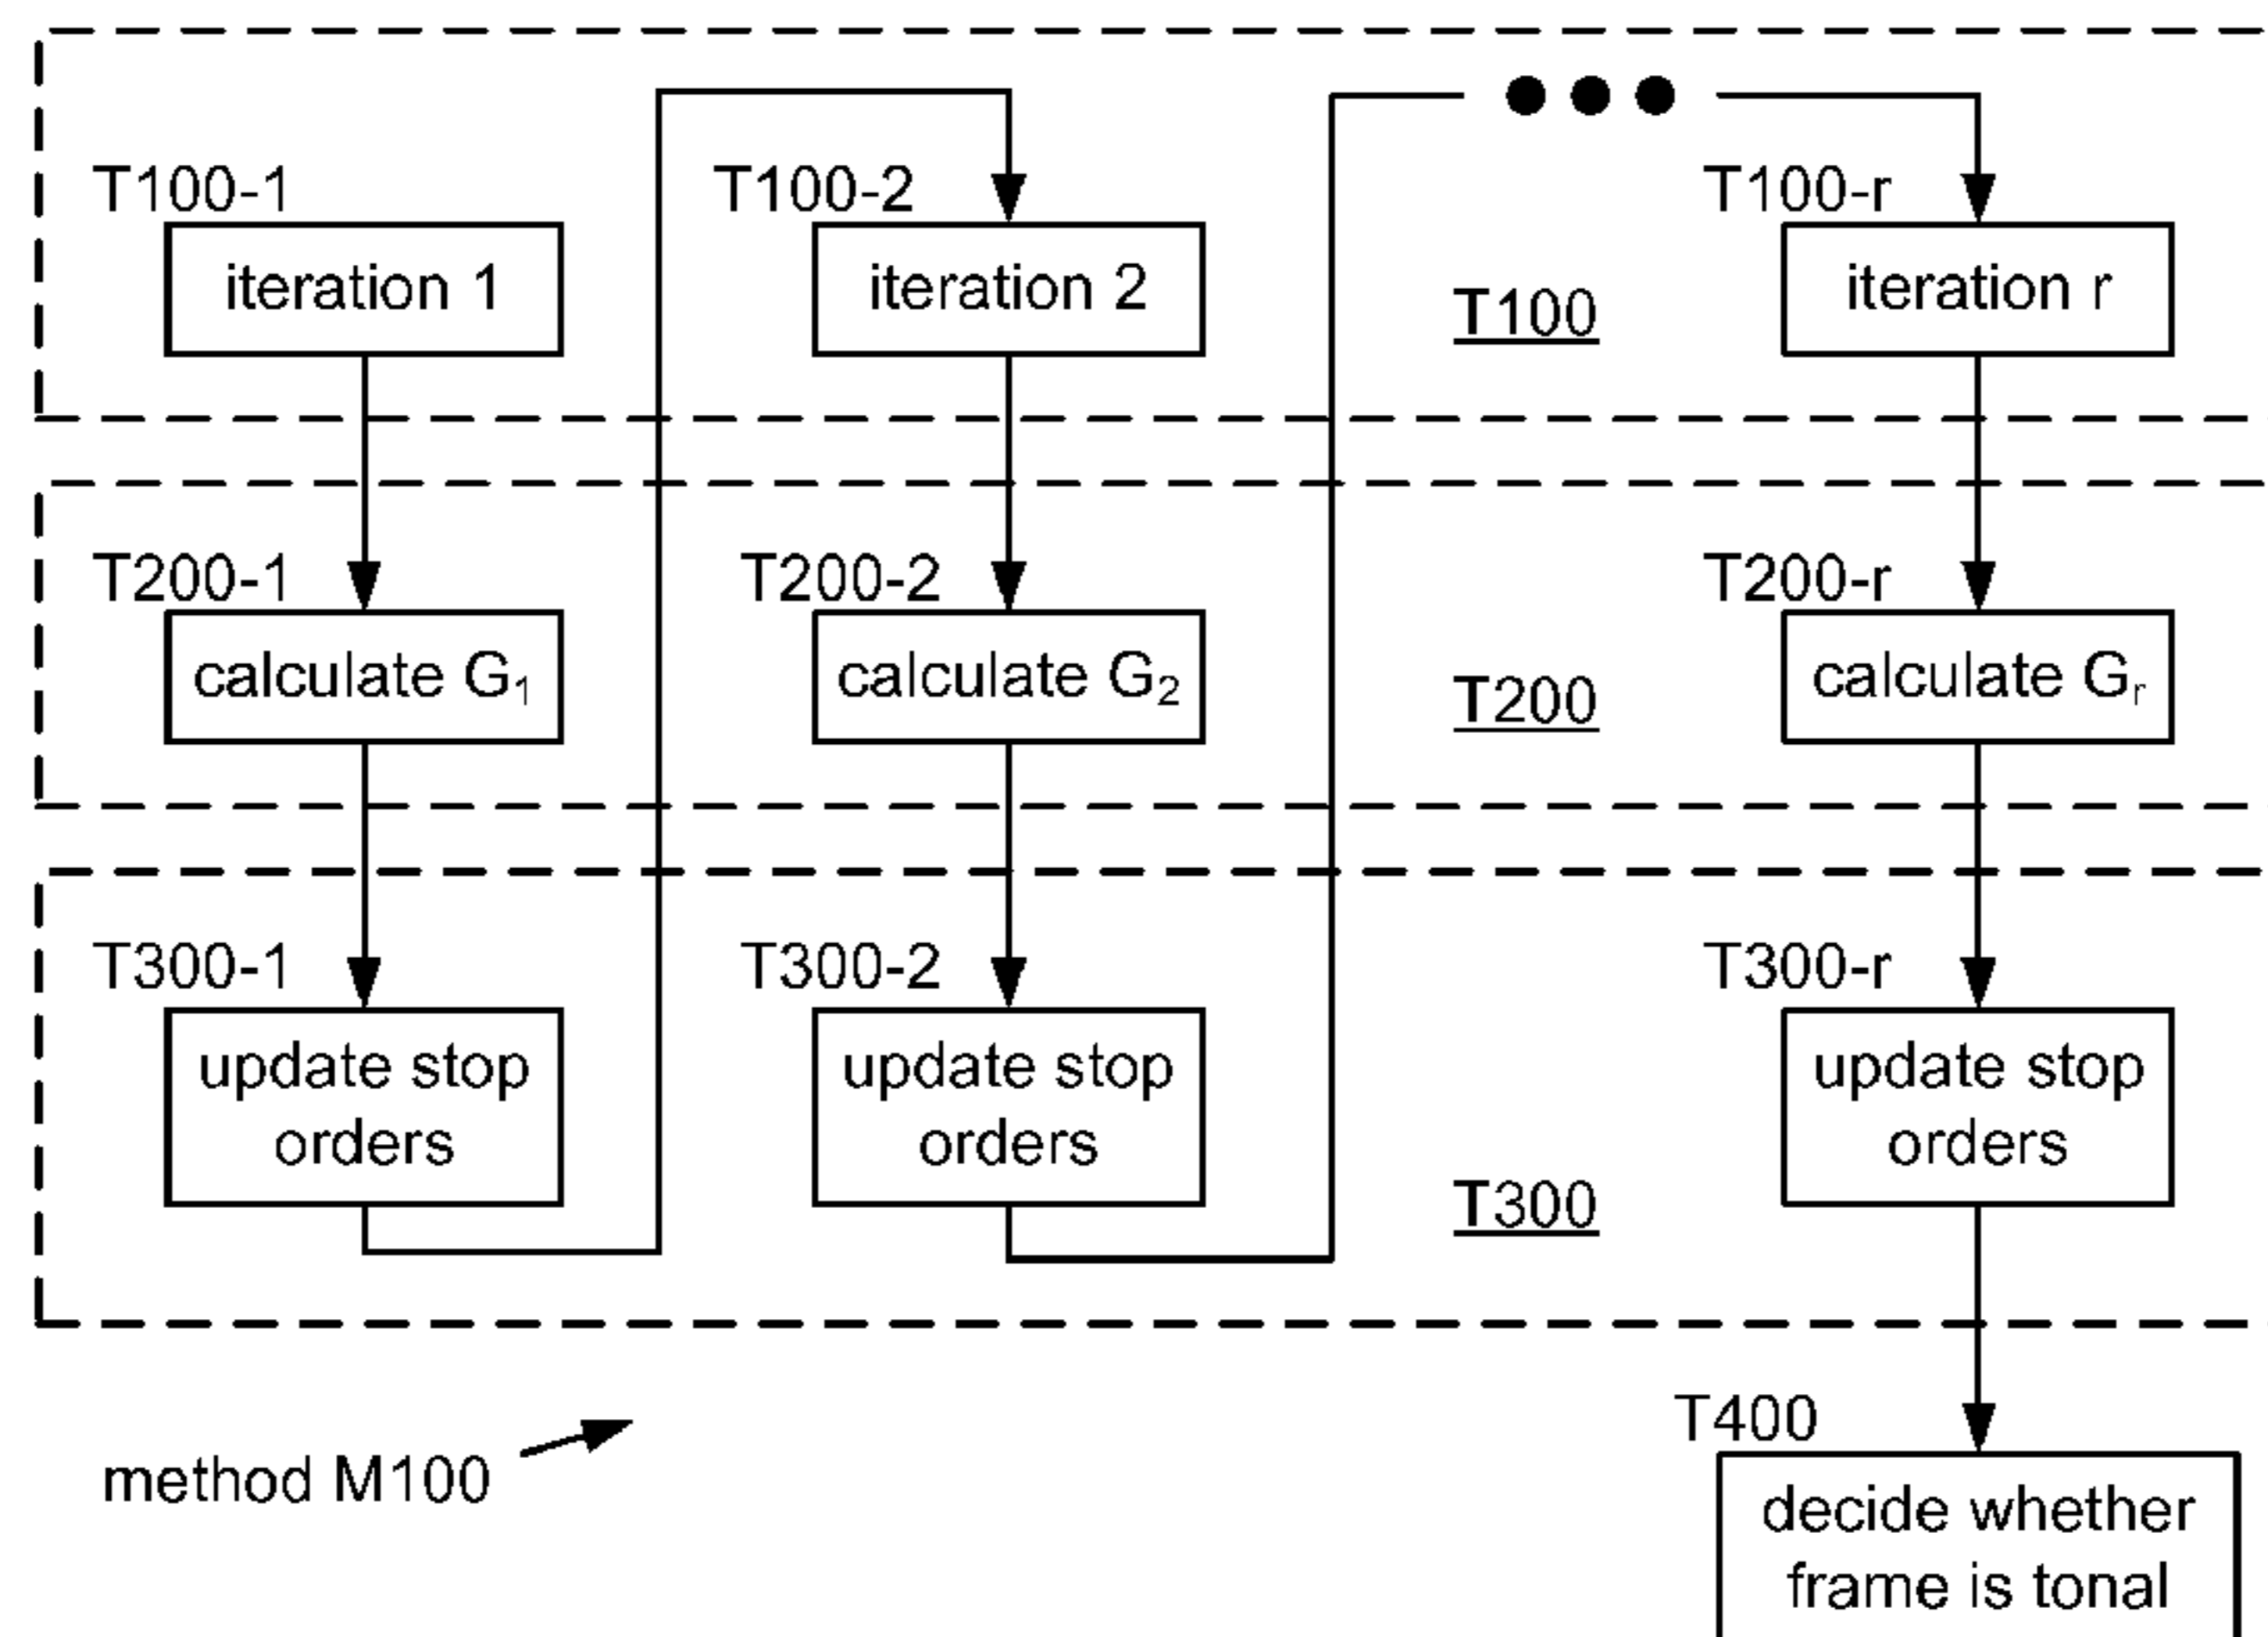 T100-1
T100-2
T100-r
iteration 1
iteration 2
T100
iteration r
T200-1
T200-2
T200-r
calculate G₁
calculate G₂
T200
calculate Gᵣ
T300-1
T300-2
T300-r
update stop
orders
update stop
orders
T300
update stop
orders
T400
method M100
decide whether
frame is tonal